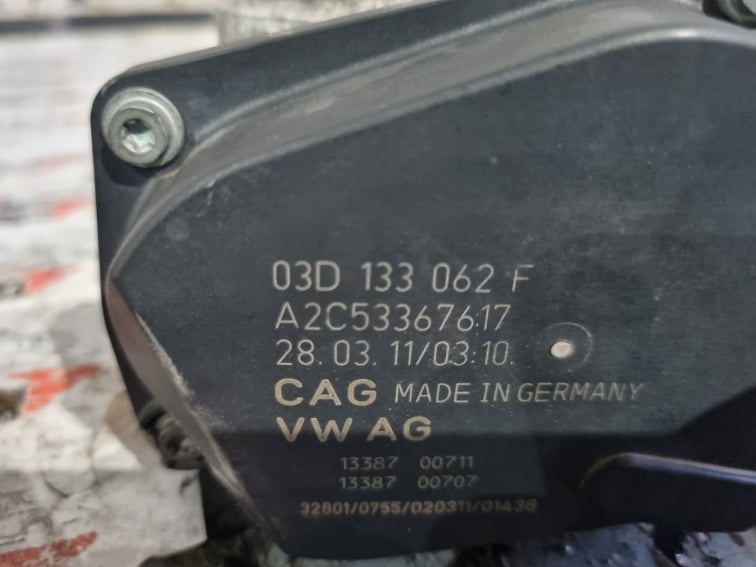 03D 133 062 F
A2C53367617
28.03.11/03:10
CAG MADE IN GERMANY
VW AG
13387 00711
13387 00707
32801/0755/020311/01438